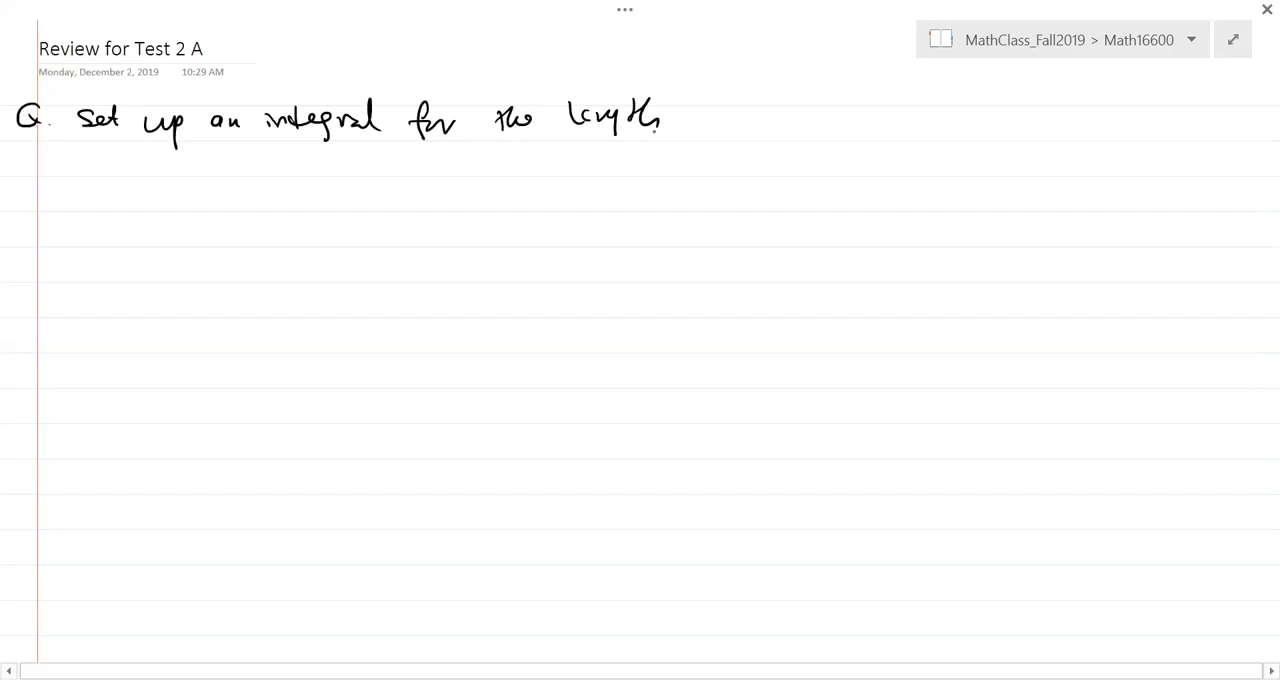 MathClass_Fall2019 > Math16600
Review for Test 2 A
Monday, December 2, 2019 10:29 AM
Q. Set up an integral for the length